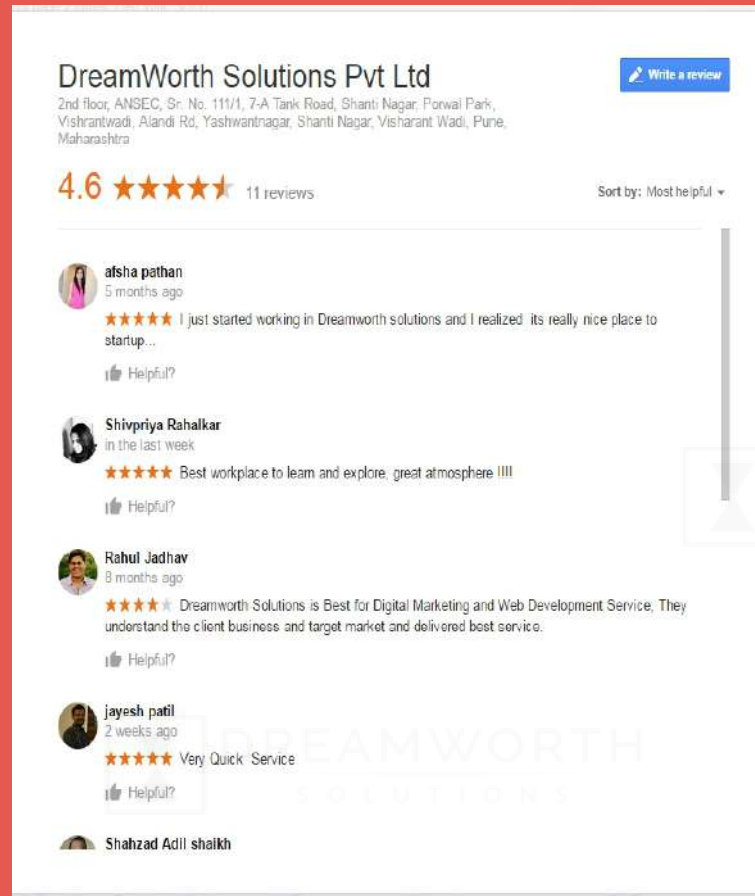 DreamWorth Solutions Pvt Ltd
Write a review
2nd floor, ANSEC, Sr. No. 111/1, 7-A Tank Road, Shanti Nagar, Porwal Park,
Vishrantwadi, Alandi Rd, Yashwantnagar, Shanti Nagar, Visharant Wadi, Pune,
Maharashtra
4.6 11 reviews
Sort by: Most helpful
afsha pathan
5 months ago
I just started working in Dreamworth solutions and I realized its really nice place to
startup...
Helpful?
Shivpriya Rahalkar
in the last week
Best workplace to learn and explore, great atmosphere !!!!
Helpful?
Rahul Jadhav
8 months ago
Dreamworth Solutions is Best for Digital Marketing and Web Development Service, They
understand the client business and target market and delivered best service.
Helpful?
jayesh patil
2 weeks ago
Very Quick Service
Helpful?
DREAMWORTH
SOLUTIONS
Shahzad Adil shaikh